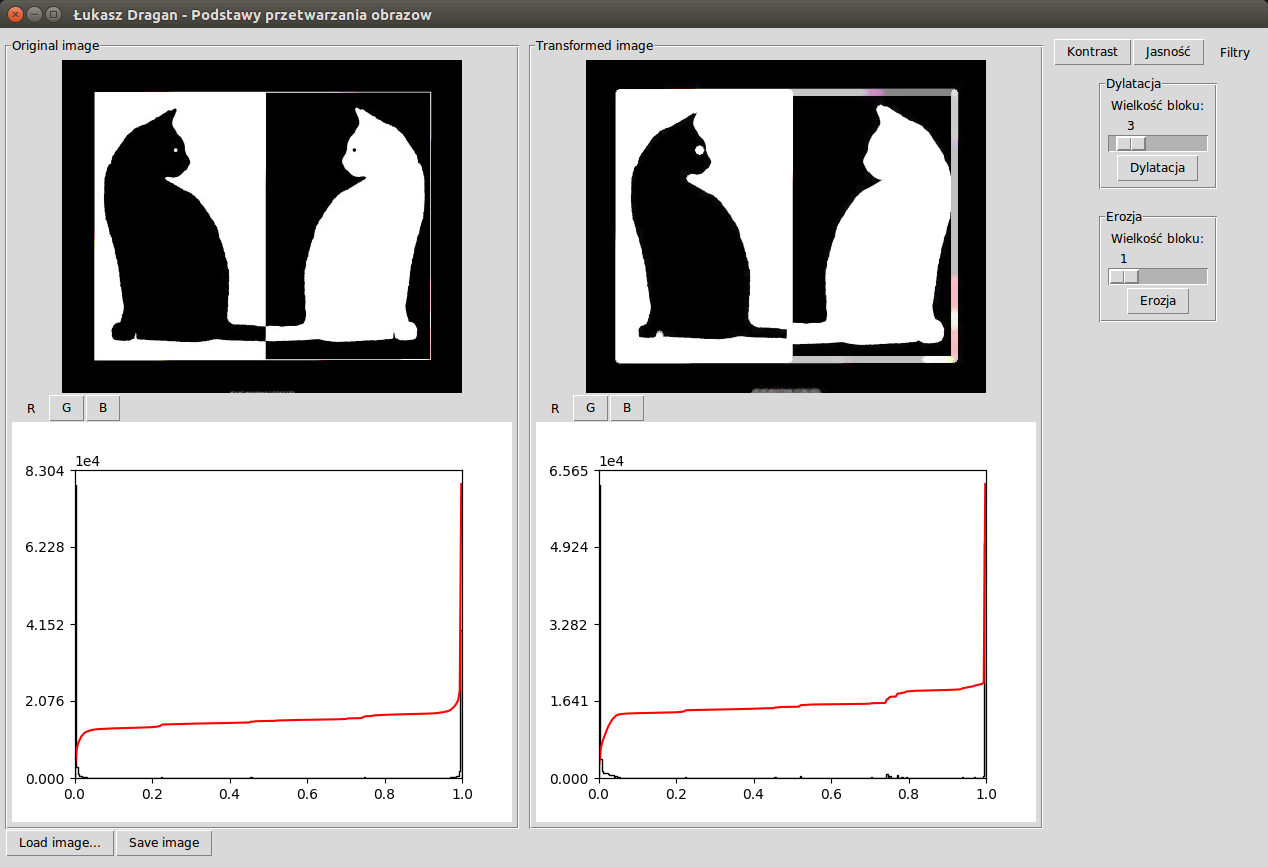 Łukasz Dragan - Podstawy przetwarzania obrazow
Original image
Transformed image
Kontrast Jasność Filtry
Dylatacja
Wielkość bloku:
3
Dylatacja
Erozja
Wielkość bloku:
1
Erozja
R G B
1e4
8.304
6.228
4.152
2.076
0.000
0.0 0.2 0.4 0.6 0.8 1.0
R G B
1e4
6.565
4.924
3.282
1.641
0.000
0.0 0.2 0.4 0.6 0.8 1.0
Load image... Save image